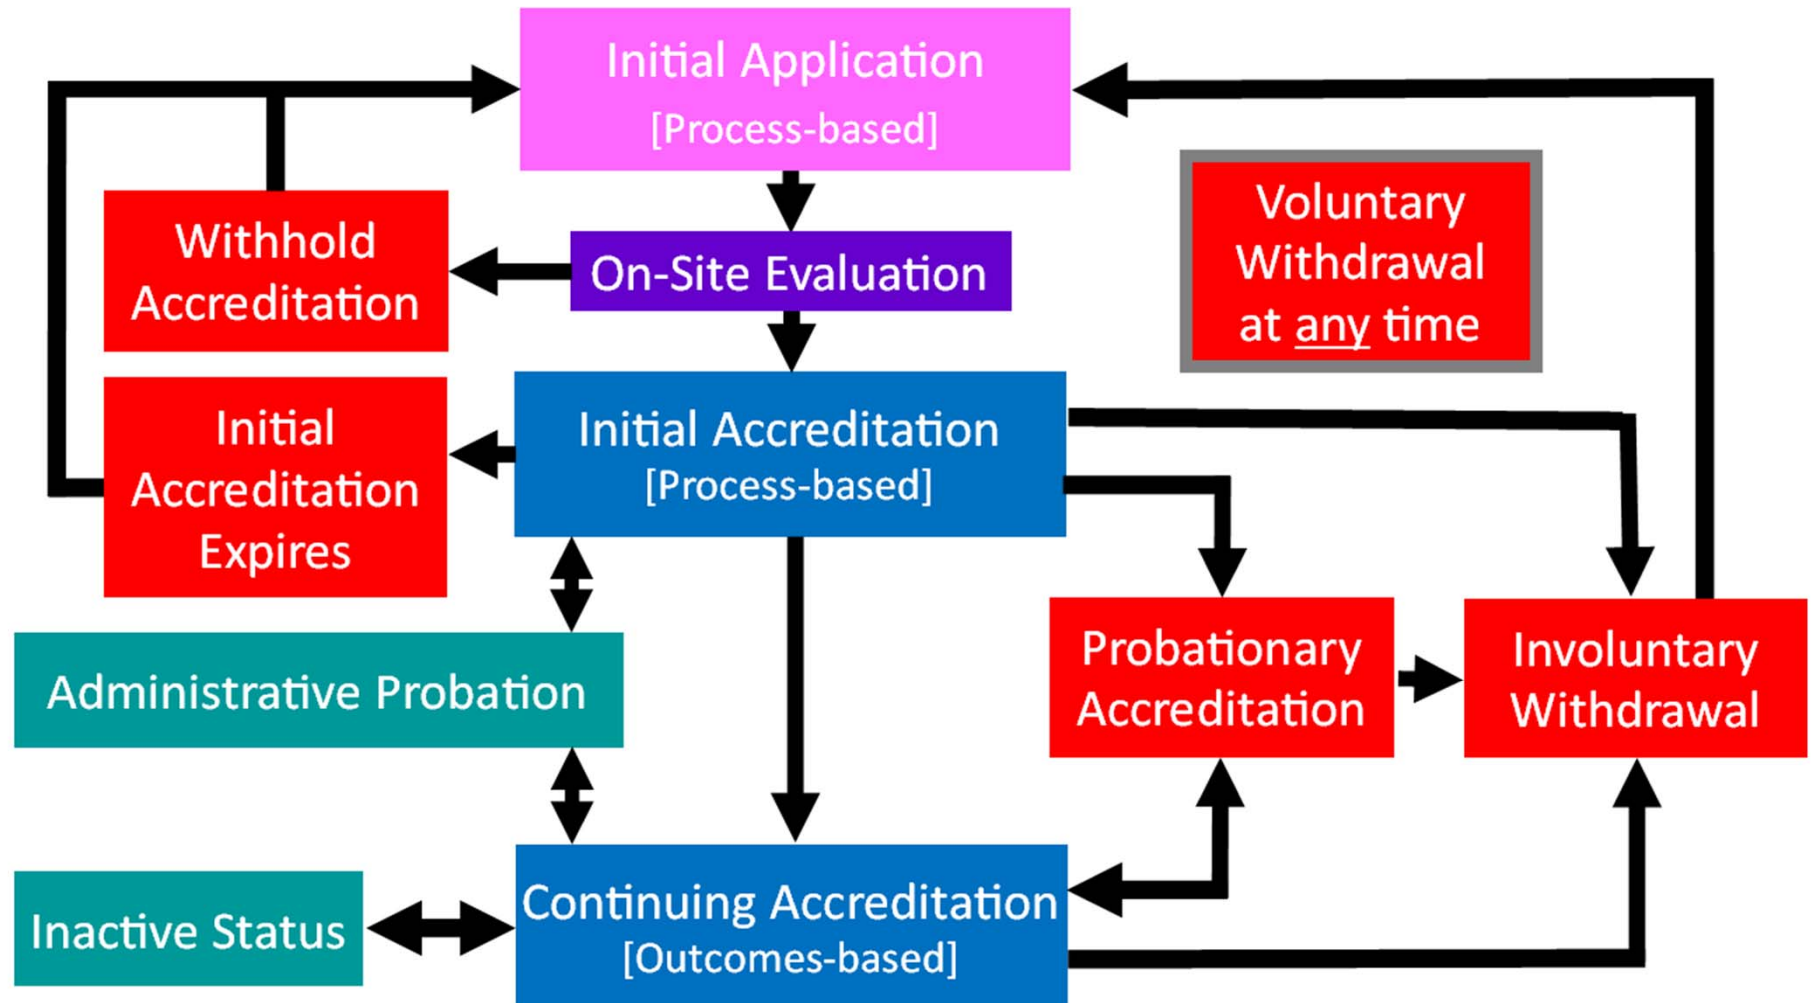 Initial Application
[Process-based]
Voluntary
Withdrawal
at any time
Withhold
Accreditation
On-Site Evaluation
Initial
Accreditation
Expires
Initial Accreditation
[Process-based]
Administrative Probation
Probationary
Accreditation
Involuntary
Withdrawal
Inactive Status
Continuing Accreditation
[Outcomes-based]